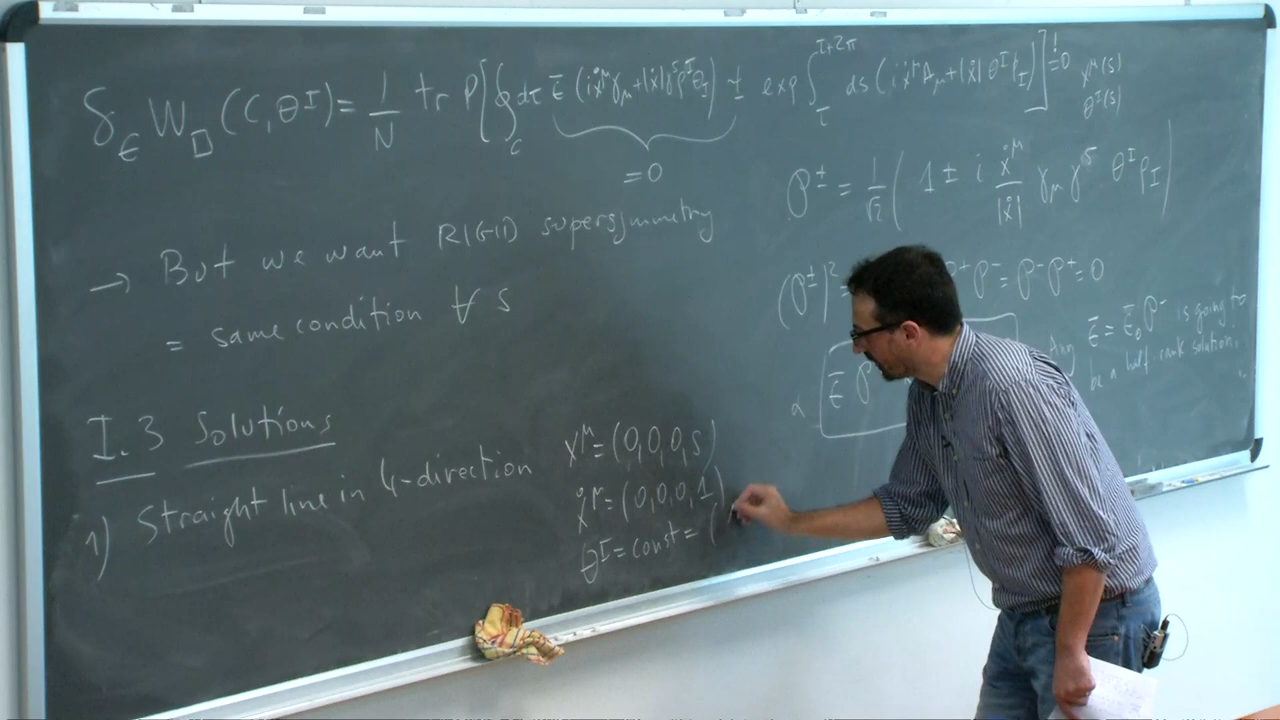 δ_ϵ W_□ (C, θ^I) = 1/N tr P[∮_C dτ ϵ̄ (i ẋ^μ γ_μ + |ẋ| γ^5 ρ^I θ_I) exp ∫_τ^{τ+2π} ds (i ẋ^μ A_μ + |ẋ| θ^I ϕ_I)] != 0
x^μ(s)
θ^I(s)
=0
P^± = 1/√2 ( 1 ± i ẋ^μ/|ẋ| γ_μ γ^5 θ^I ρ_I )
→ But we want RIGID supersymmetry
= same condition ∀ s
(P^±)^2 =
P^+ P^- = P^- P^+ = 0
ϵ̄ P
Any ϵ̄ = ϵ̄_0 P^- is going to
be a half-rank solution.
I.3 Solutions
1) Straight line in 4-direction
x^μ = (0,0,0,s)
ẋ^μ = (0,0,0,1)
θ^I = const = (